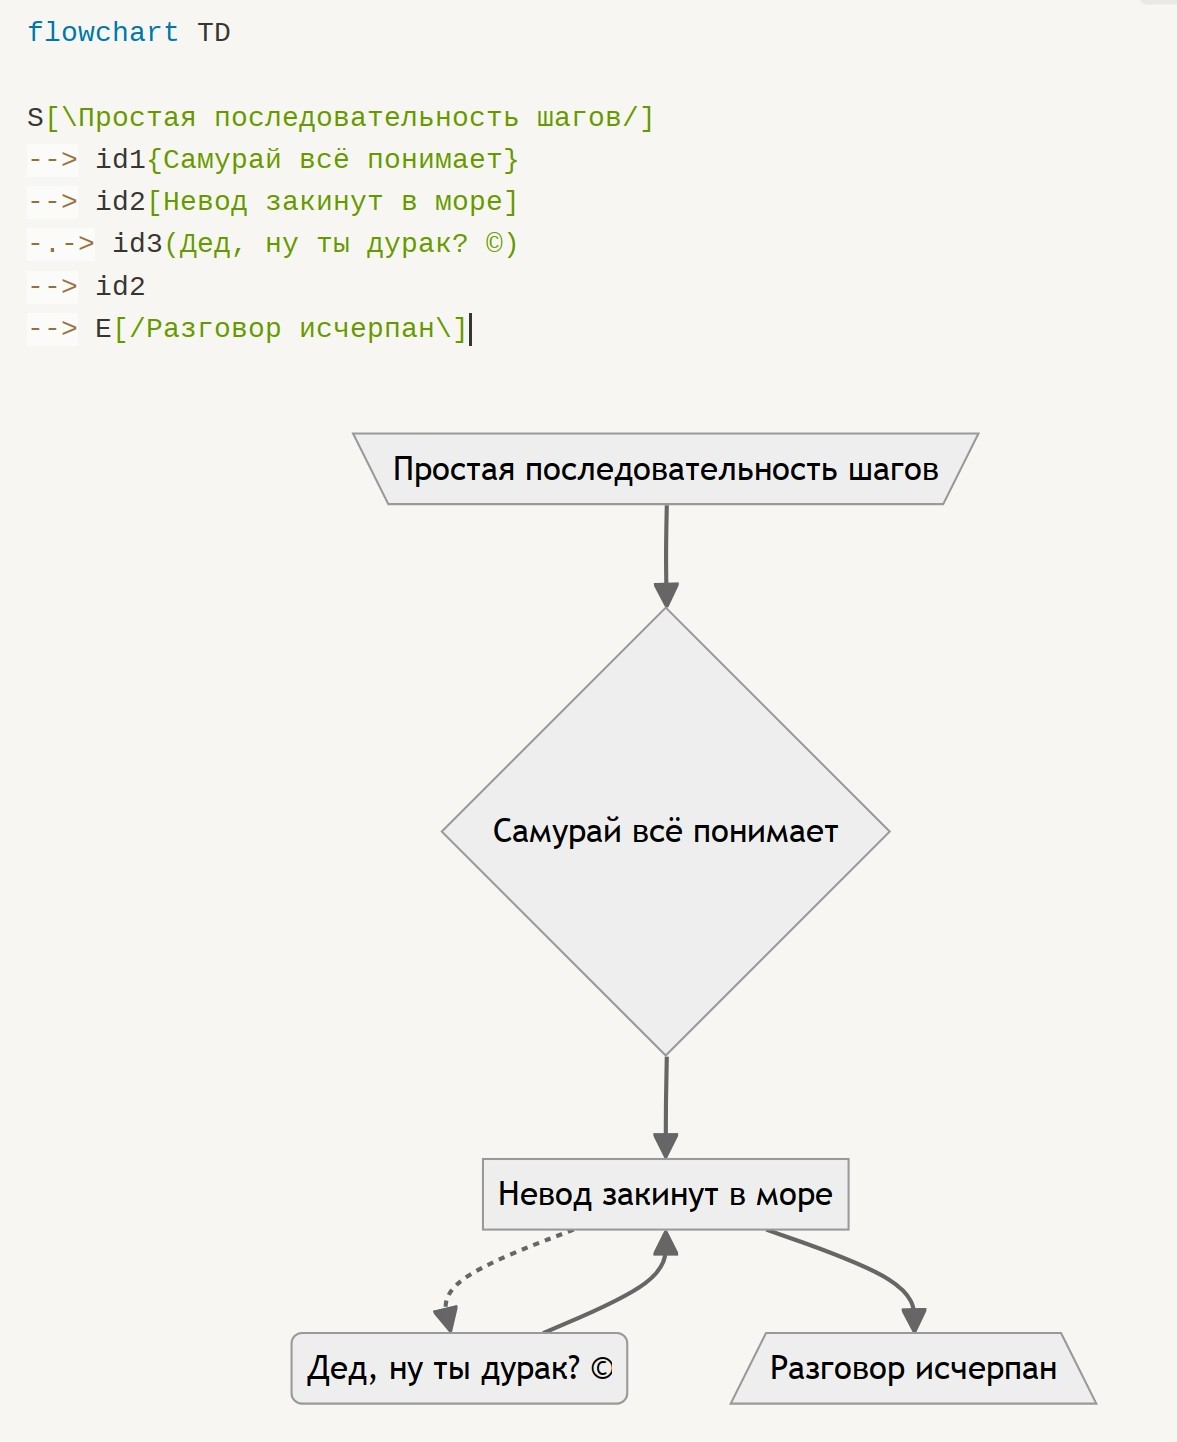 flowchart TD
S[\Простая последовательность шагов/]
--> id1{Самурай всё понимает}
--> id2[Невод закинут в море]
-.-> id3(Дед, ну ты дурак? ©)
--> id2
--> E[/Разговор исчерпан\]
Простая последовательность шагов
Самурай всё понимает
Невод закинут в море
Дед, ну ты дурак? ©
Разговор исчерпан